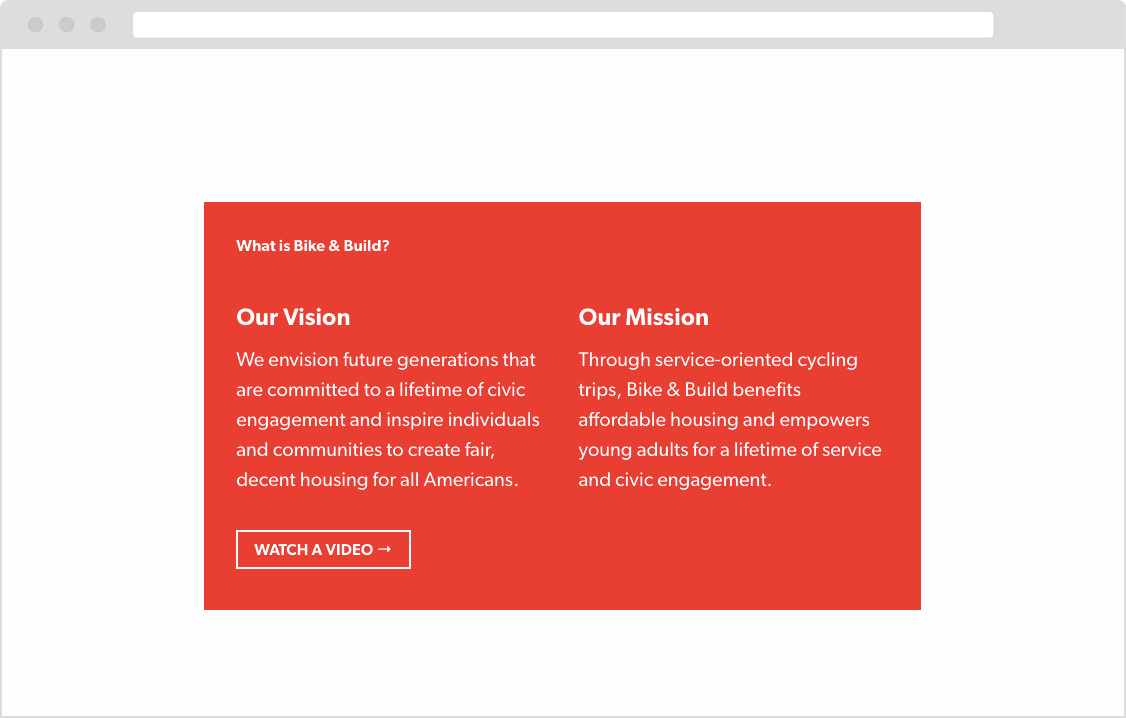 What is Bike & Build?
Our Vision
We envision future generations that
are committed to a lifetime of civic
engagement and inspire individuals
and communities to create fair,
decent housing for all Americans.
Our Mission
Through service-oriented cycling
trips, Bike & Build benefits
affordable housing and empowers
young adults for a lifetime of service
and civic engagement.
WATCH A VIDEO →